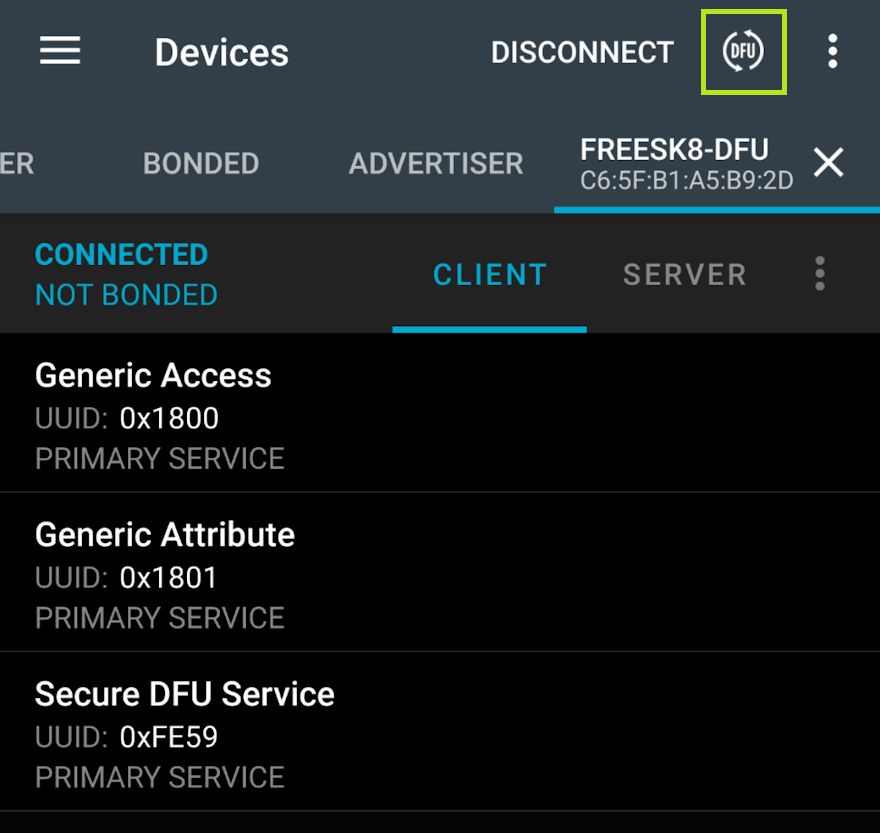 Devices DISCONNECT DFU
ER BONDED ADVERTISER FREESK8-DFU
C6:5F:B1:A5:B9:2D
CONNECTED
NOT BONDED
CLIENT SERVER
Generic Access
UUID: 0x1800
PRIMARY SERVICE
Generic Attribute
UUID: 0x1801
PRIMARY SERVICE
Secure DFU Service
UUID: 0xFE59
PRIMARY SERVICE